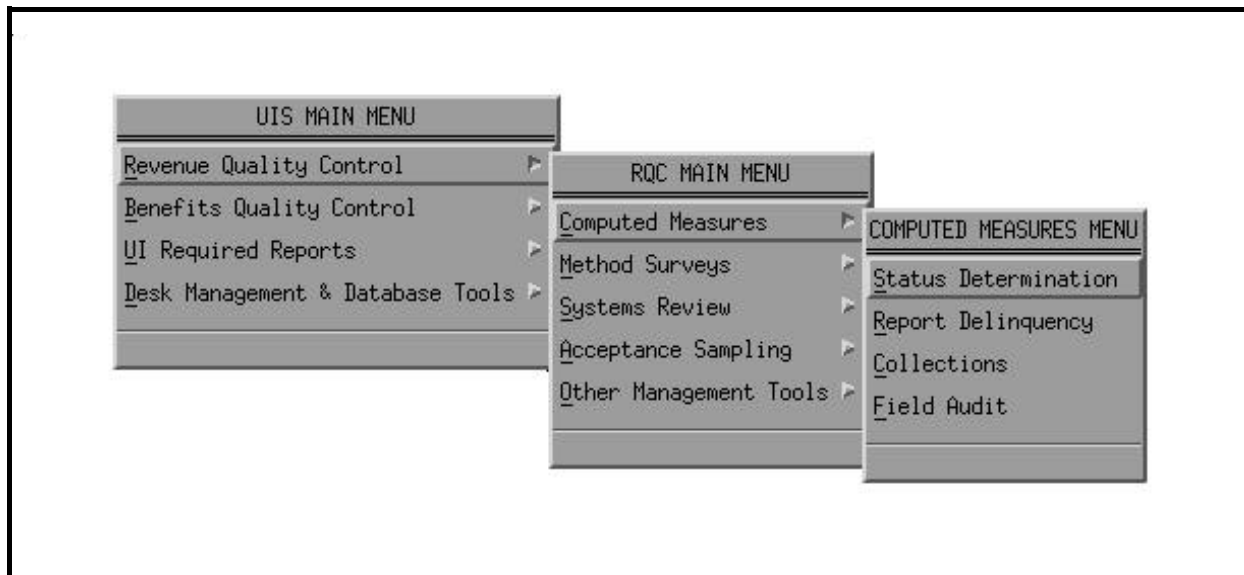 UIS MAIN MENU
Revenue Quality Control
Benefits Quality Control
UI Required Reports
Desk Management & Database Tools
RQC MAIN MENU
Computed Measures
Method Surveys
Systems Review
Acceptance Sampling
Other Management Tools
COMPUTED MEASURES MENU
Status Determination
Report Delinquency
Collections
Field Audit